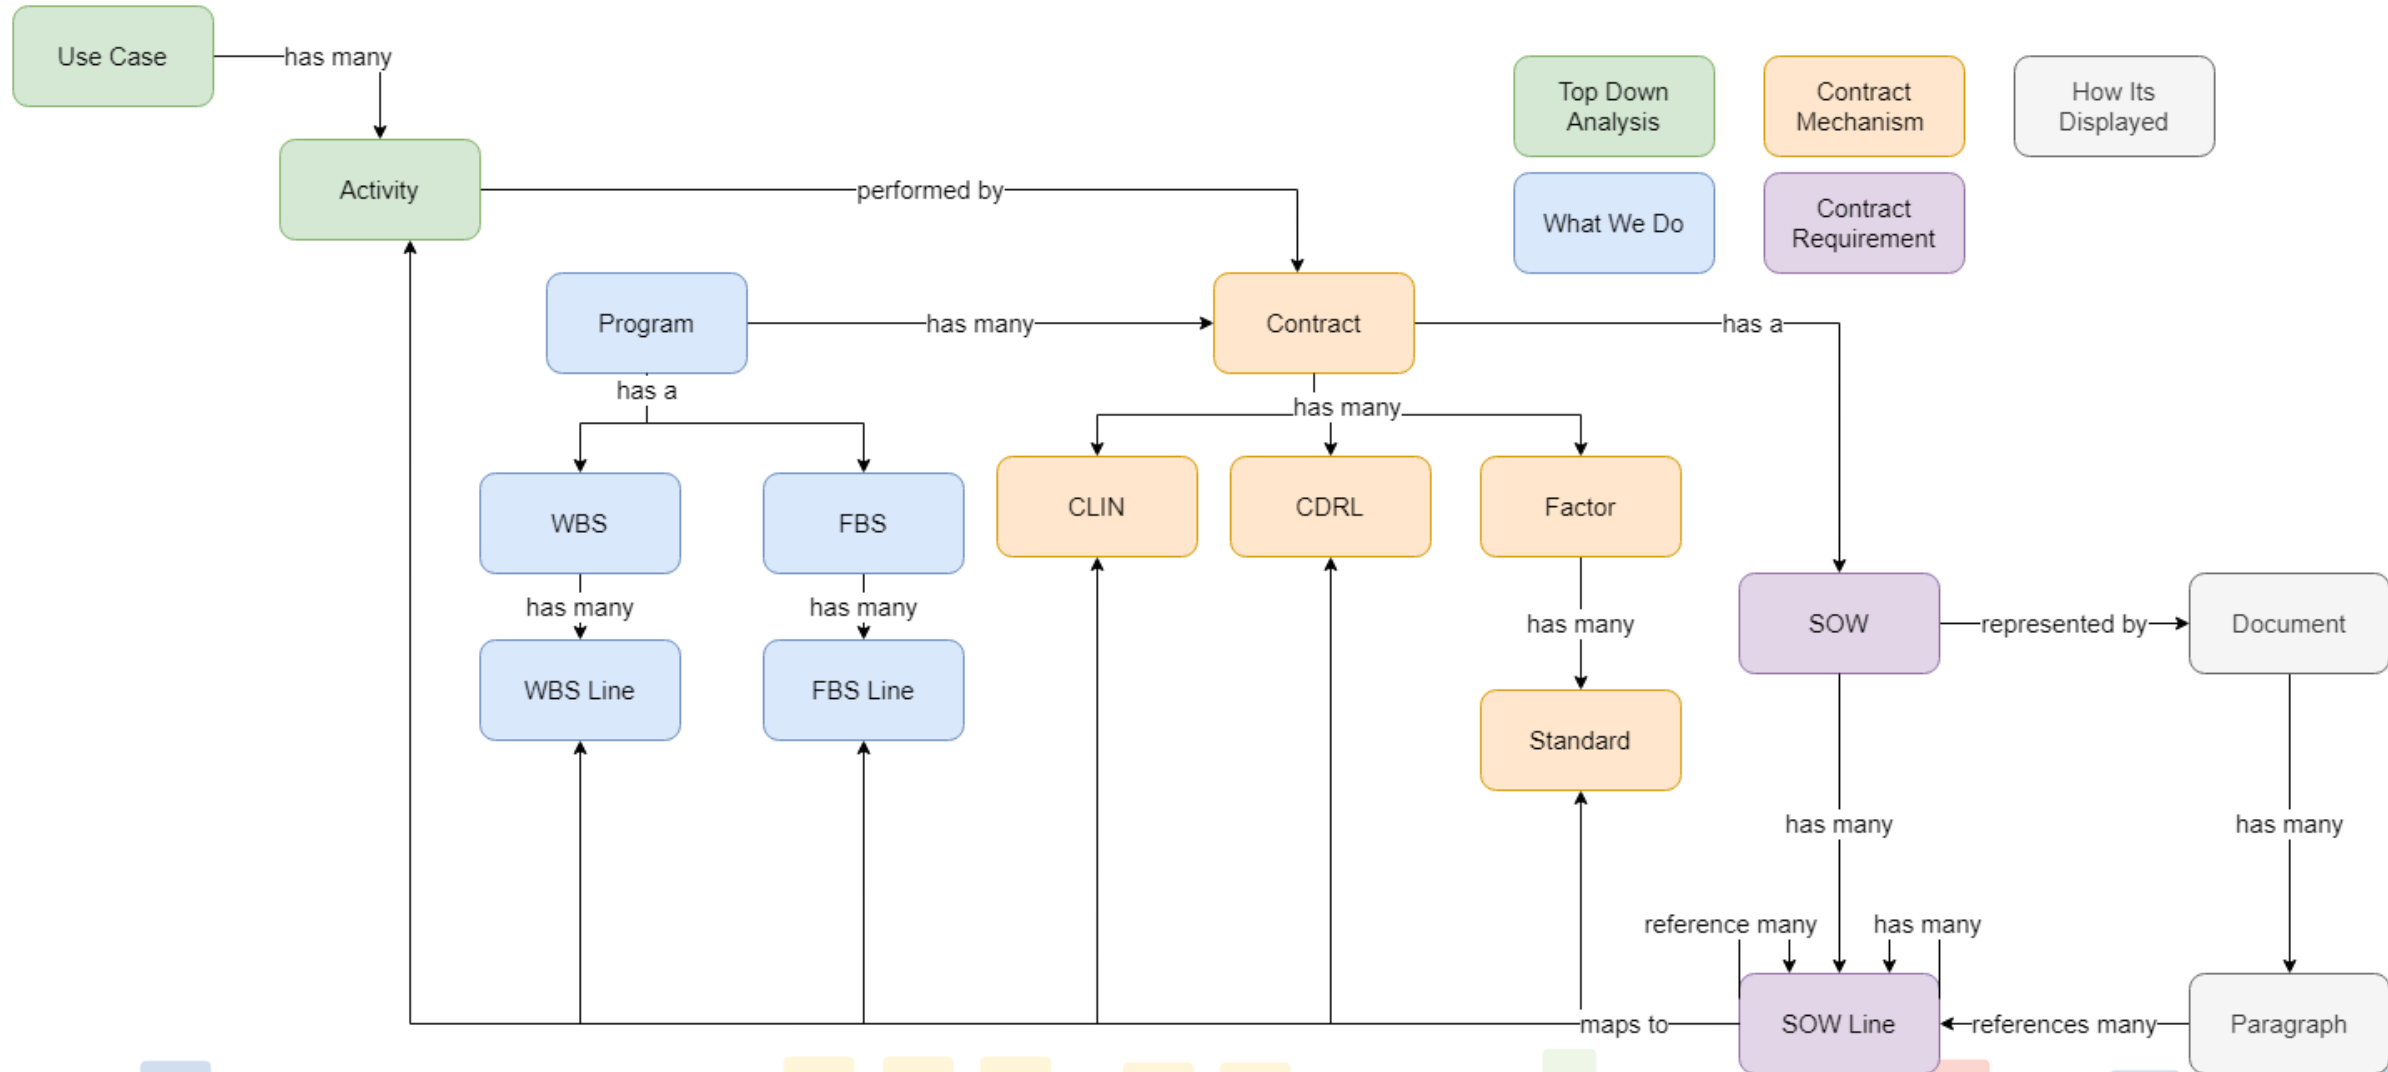 Use Case
has many
Top Down
Analysis
Contract
Mechanism
How Its
Displayed
Activity
performed by
What We Do
Contract
Requirement
Program
has many
Contract
has a
has a
has many
WBS
FBS
CLIN
CDRL
Factor
has many
has many
has many
SOW
represented by
Document
WBS Line
FBS Line
Standard
has many
has many
reference many
has many
maps to
SOW Line
references many
Paragraph